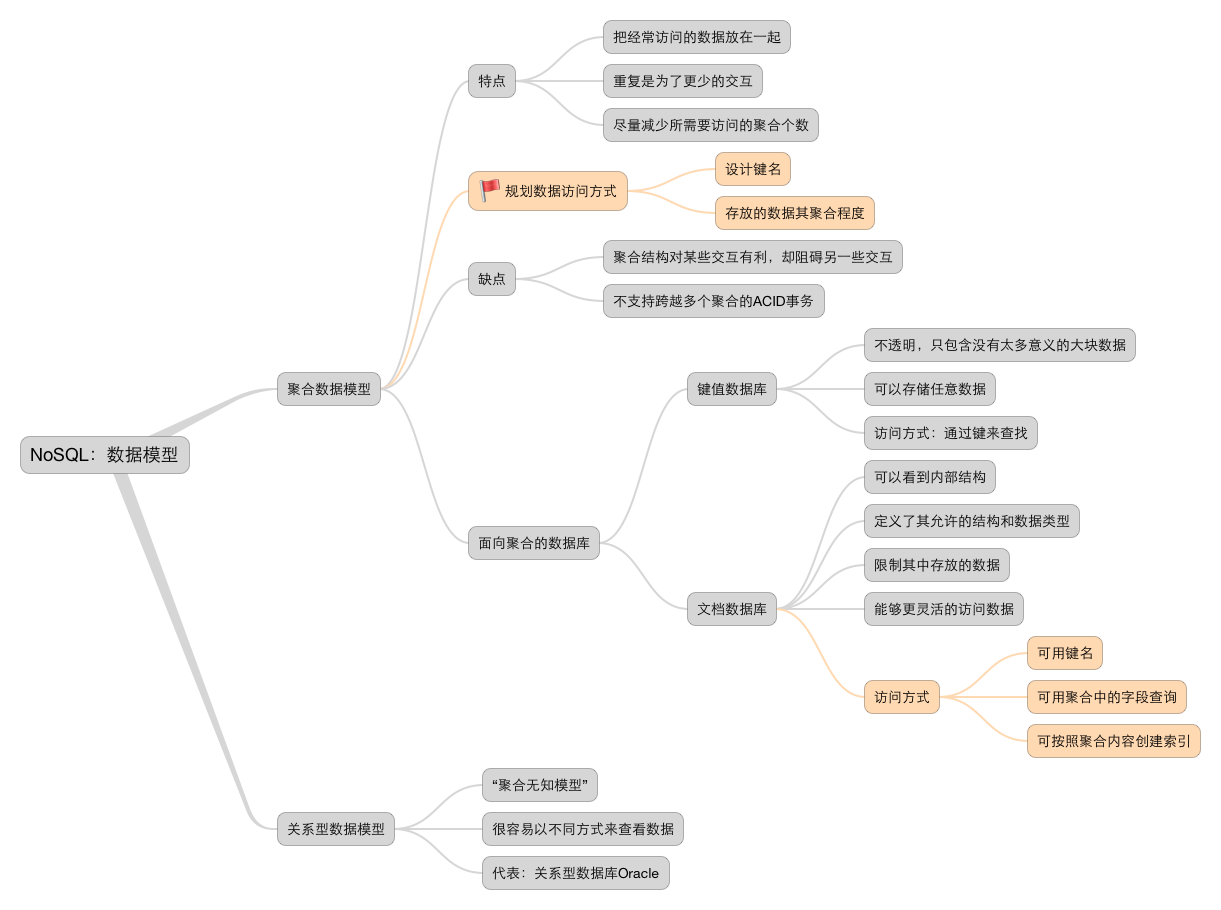 NoSQL：数据模型
聚合数据模型
特点
把经常访问的数据放在一起
重复是为了更少的交互
尽量减少所需要访问的聚合个数
规划数据访问方式
设计键名
存放的数据其聚合程度
缺点
聚合结构对某些交互有利，却阻碍另一些交互
不支持跨越多个聚合的ACID事务
面向聚合的数据库
键值数据库
不透明，只包含没有太多意义的大块数据
可以存储任意数据
访问方式：通过键来查找
文档数据库
可以看到内部结构
定义了其允许的结构和数据类型
限制其中存放的数据
能够更灵活的访问数据
访问方式
可用键名
可用聚合中的字段查询
可按照聚合内容创建索引
关系型数据模型
“聚合无知模型”
很容易以不同方式来查看数据
代表：关系型数据库Oracle